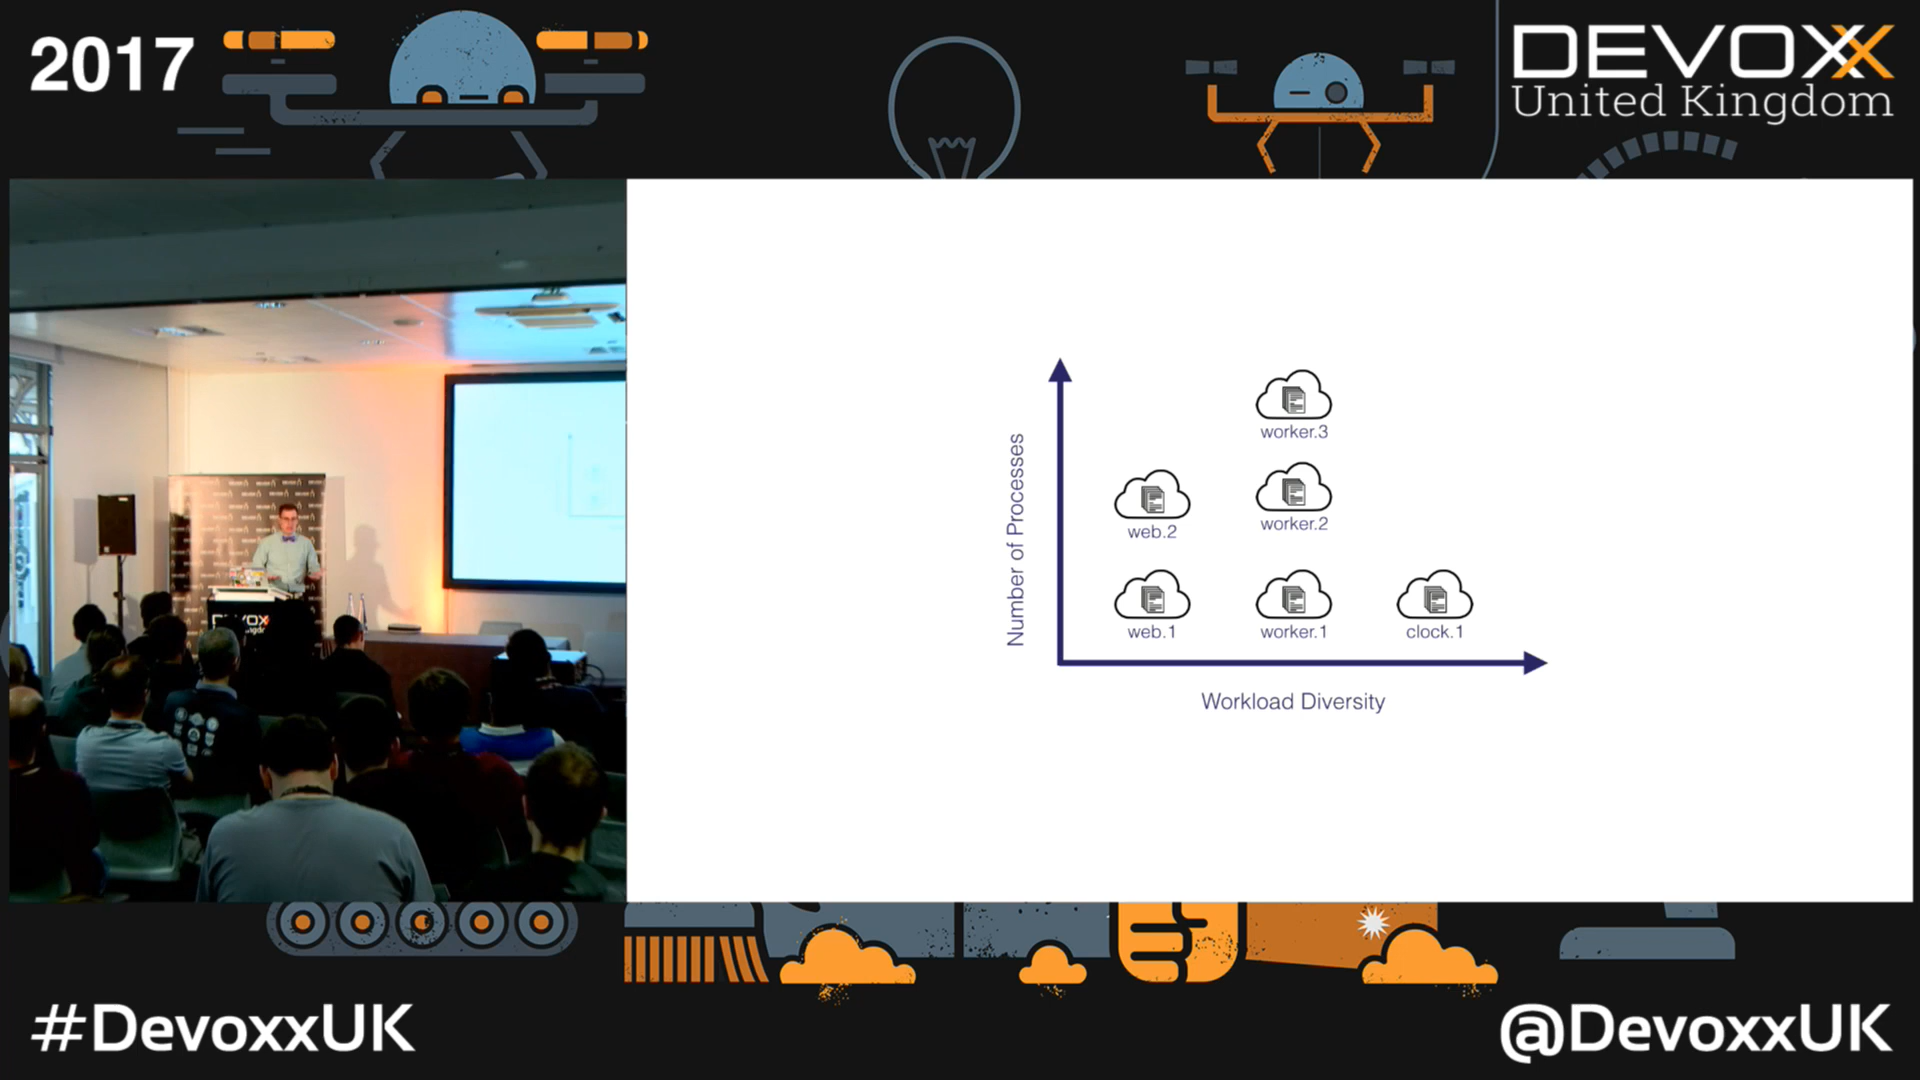 2017
DEVOXX
United Kingdom
Number of Processes
worker.3
web.2
worker.2
web.1
worker.1
clock.1
Workload Diversity
DEVOXX
#DevoxxUK
@DevoxxUK